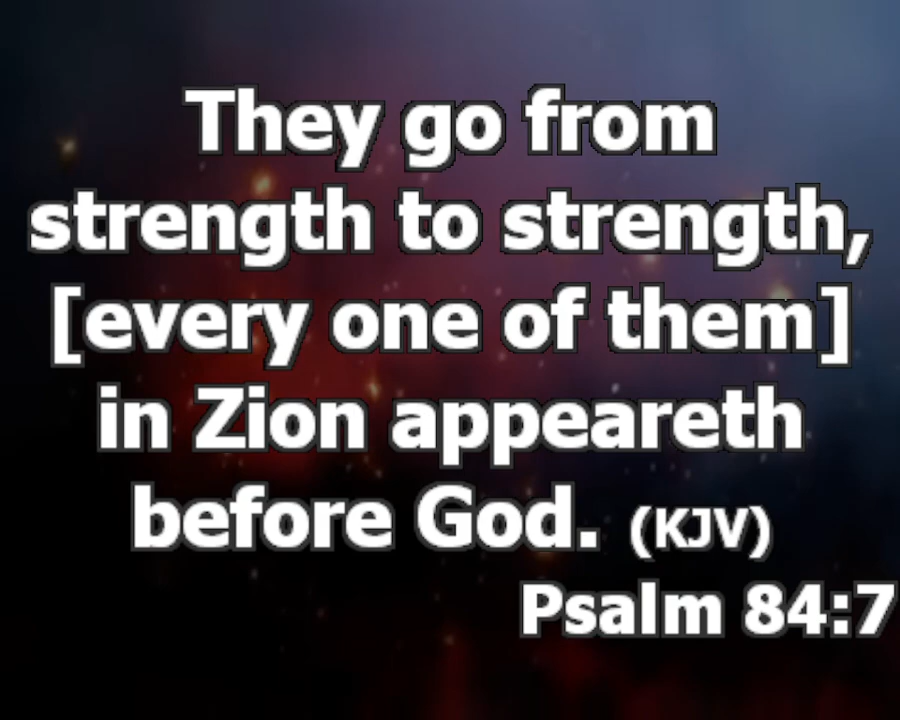 They go from
strength to strength,
[every one of them]
in Zion appeareth
before God. (KJV)
Psalm 84:7